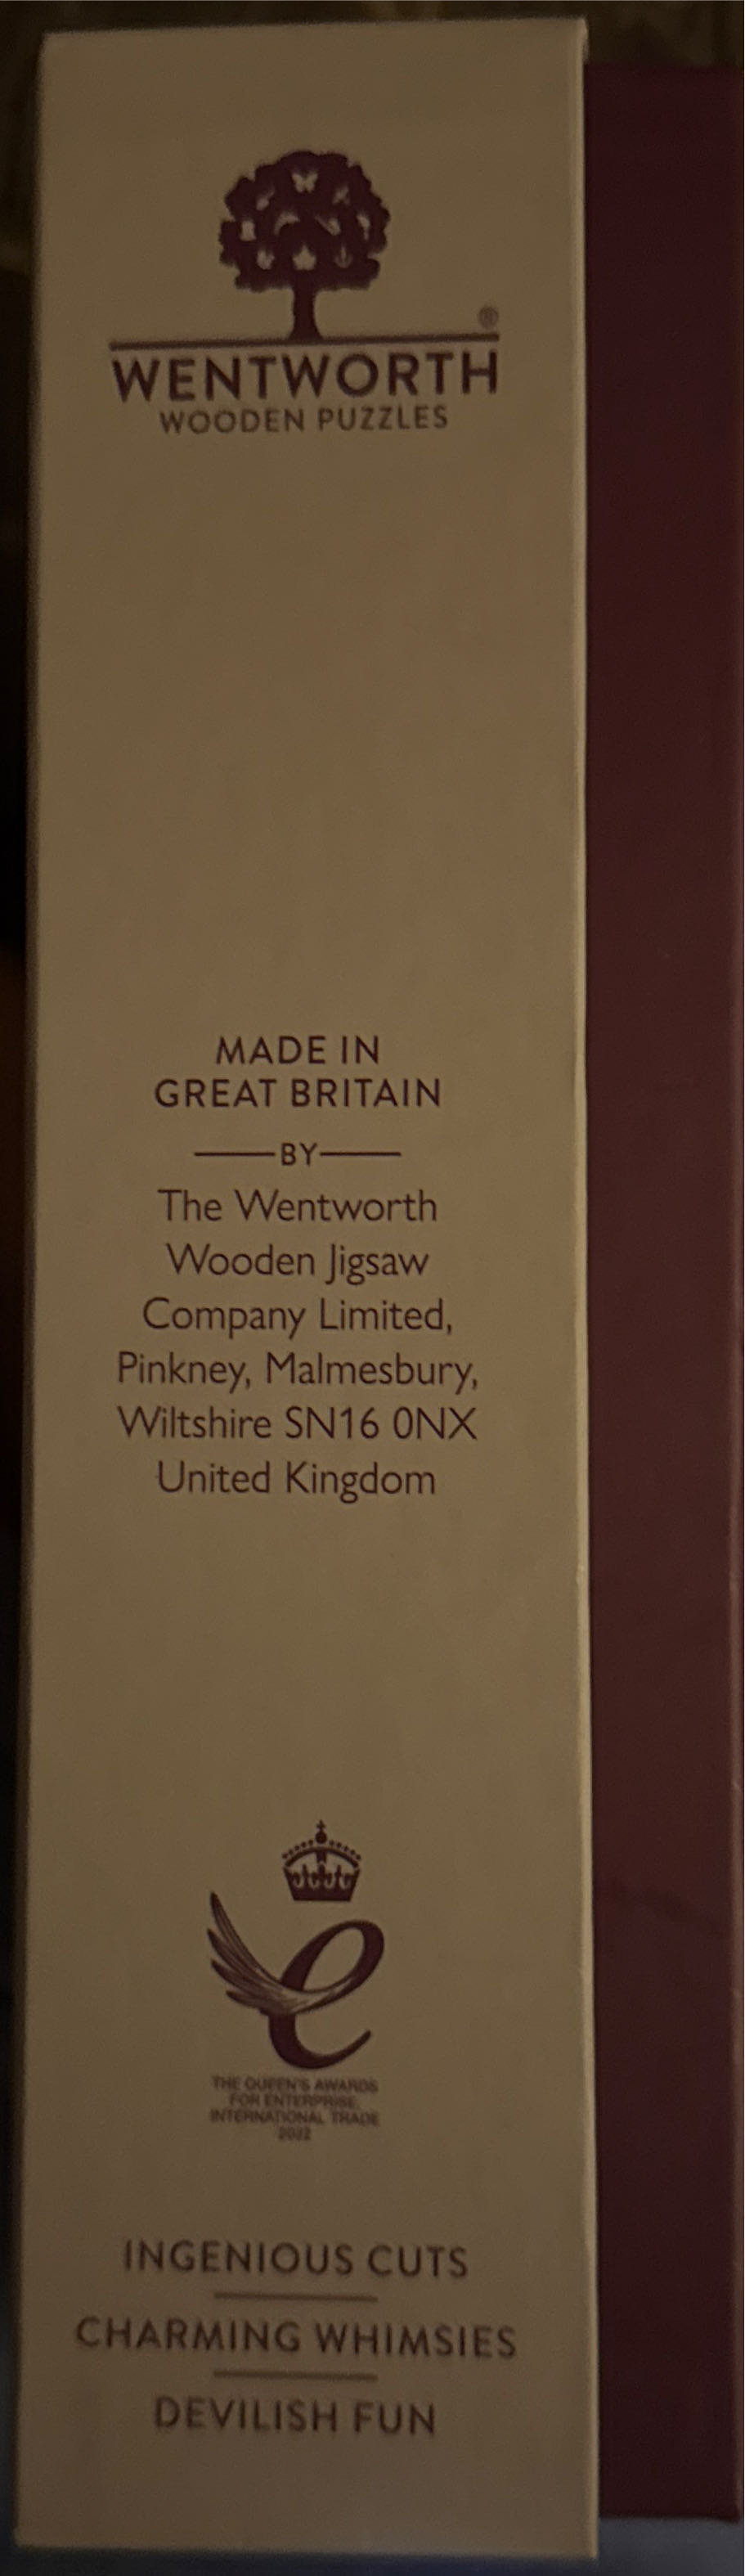 ®
WENTWORTH
WOODEN PUZZLES
MADE IN
GREAT BRITAIN
BY
The Wentworth
Wooden Jigsaw
Company Limited,
Pinkney, Malmesbury,
Wiltshire SN16 0NX
United Kingdom
e
THE QUEEN'S AWARDS
FOR ENTERPRISE
INTERNATIONAL TRADE
2022
INGENIOUS CUTS
CHARMING WHIMSIES
DEVILISH FUN